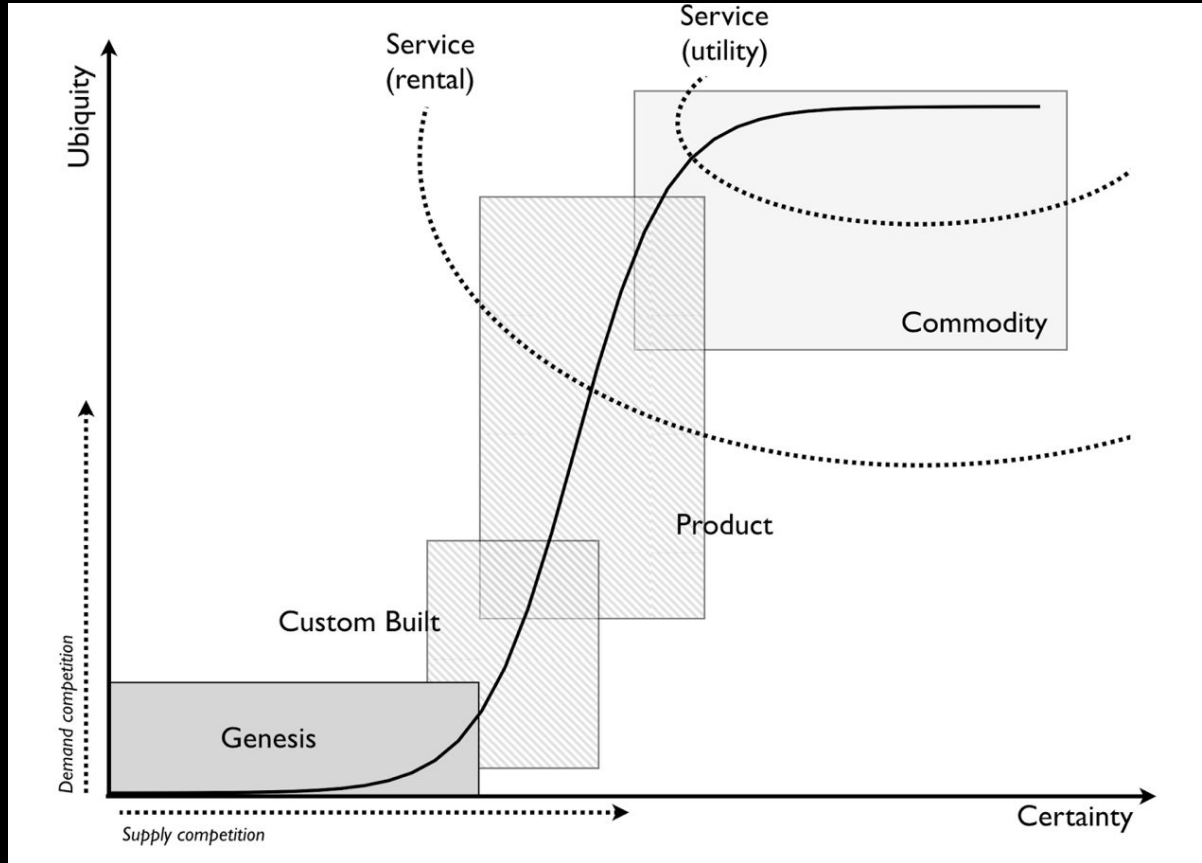 Service
(utility)
Service
(rental)
Ubiquity
Commodity
Product
Custom Built
Genesis
Demand competition
Certainty
Supply competition